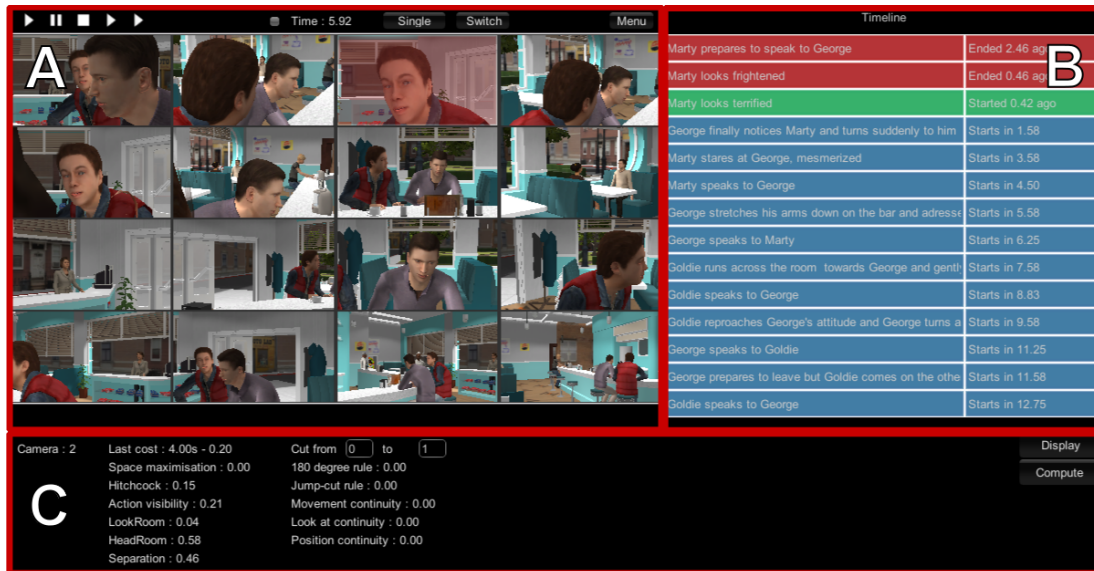 Time : 5.92 Single Switch Menu
A
Timeline
B
Marty prepares to speak to George Ended 2.46 ago
Marty looks frightened Ended 0.46 ago
Marty looks terrified Started 0.42 ago
George finally notices Marty and turns suddenly to him Starts in 1.58
Marty stares at George, mesmerized Starts in 3.58
Marty speaks to George Starts in 4.50
George stretches his arms down on the bar and adresse Starts in 5.58
George speaks to Marty Starts in 6.25
Goldie runs across the room towards George and gently Starts in 7.58
Goldie speaks to George Starts in 8.83
Goldie reproaches George's attitude and George turns a Starts in 9.58
George speaks to Goldie Starts in 11.25
George prepares to leave but Goldie comes on the othe Starts in 11.58
Goldie speaks to George Starts in 12.75
Camera : 2 Last cost : 4.00s - 0.20 Cut from 0 to 1 Display
Space maximisation : 0.00 180 degree rule : 0.00
Hitchcock : 0.15 Jump-cut rule : 0.00 Compute
Action visibility : 0.21 Movement continuity : 0.00
C
LookRoom : 0.04 Look at continuity : 0.00
HeadRoom : 0.58 Position continuity : 0.00
Separation : 0.46